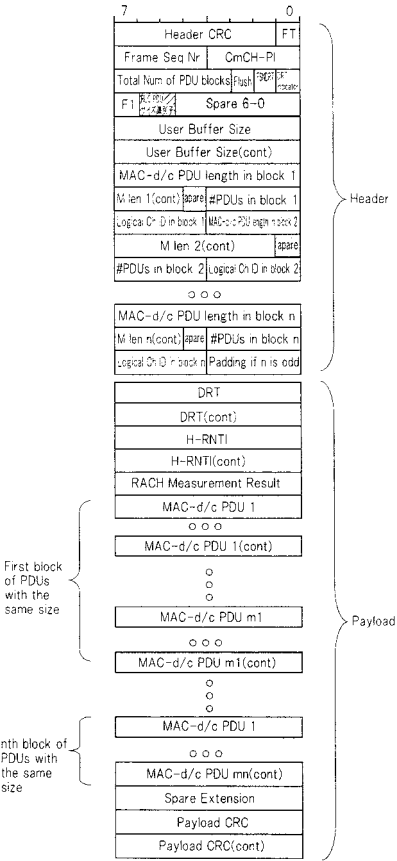 7 0
Header CRC FT
Frame Seq Nr CmCH-PI
Total Num of PDU blocks Flush FSN/DRT DRT Indicator
F1 Spare 6-0
User Buffer Size
User Buffer Size(cont)
MAC-d/c PDU length in block 1
M len 1(cont) apare #PDUs in block 1
Logical Ch ID in block 1 MAC-d/c PDU length in block 2
M len 2(cont) apare
#PDUs in block 2 Logical Ch ID in block 2
Header
MAC-d/c PDU length in block n
M len n(cont) apare #PDUs in block n
Logical Ch ID in block n Padding if n is odd
DRT
DRT(cont)
H-RNTI
H-RNTI(cont)
RACH Measurement Result
MAC-d/c PDU 1
MAC-d/c PDU 1(cont)
First block
of PDUs
with the
same size
MAC-d/c PDU m1
MAC-d/c PDU m1(cont)
Payload
MAC-d/c PDU 1
nth block of
PDUs with
the same
size
MAC-d/c PDU mn(cont)
Spare Extension
Payload CRC
Payload CRC(cont)